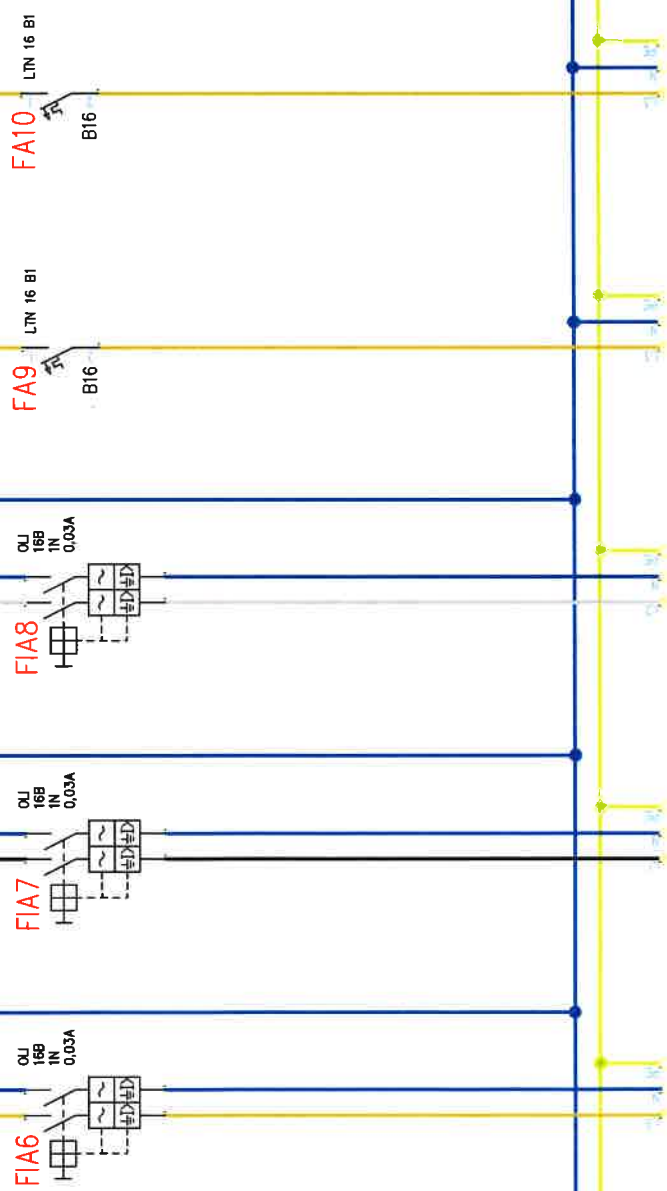 FA10
LTN 16 B1
B16
FA9
LTN 16 B1
B16
FIA8
OLI
16B
1N
0,03A
FIA7
OLI
16B
1N
0,03A
FIA6
OLI
16B
1N
0,03A